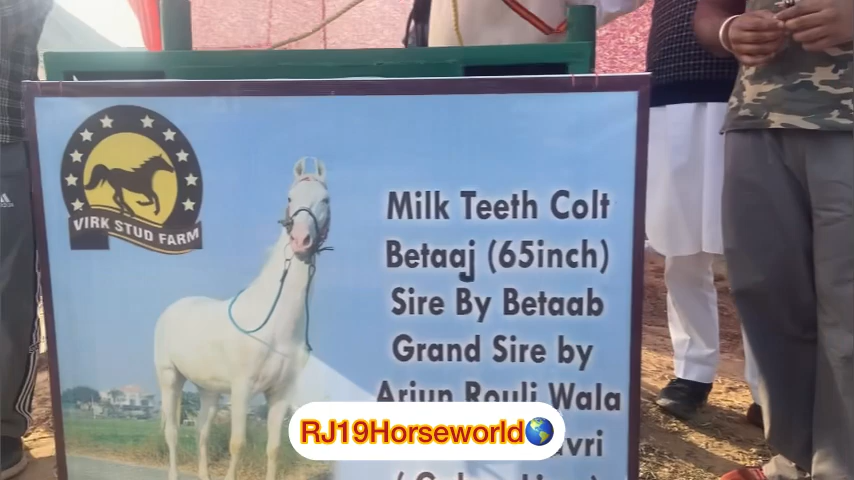 VIRK STUD FARM
Milk Teeth Colt
Betaaj (65inch)
Sire By Betaab
Grand Sire by
Arjun Rouli Wala
RJ19Horseworld🌎